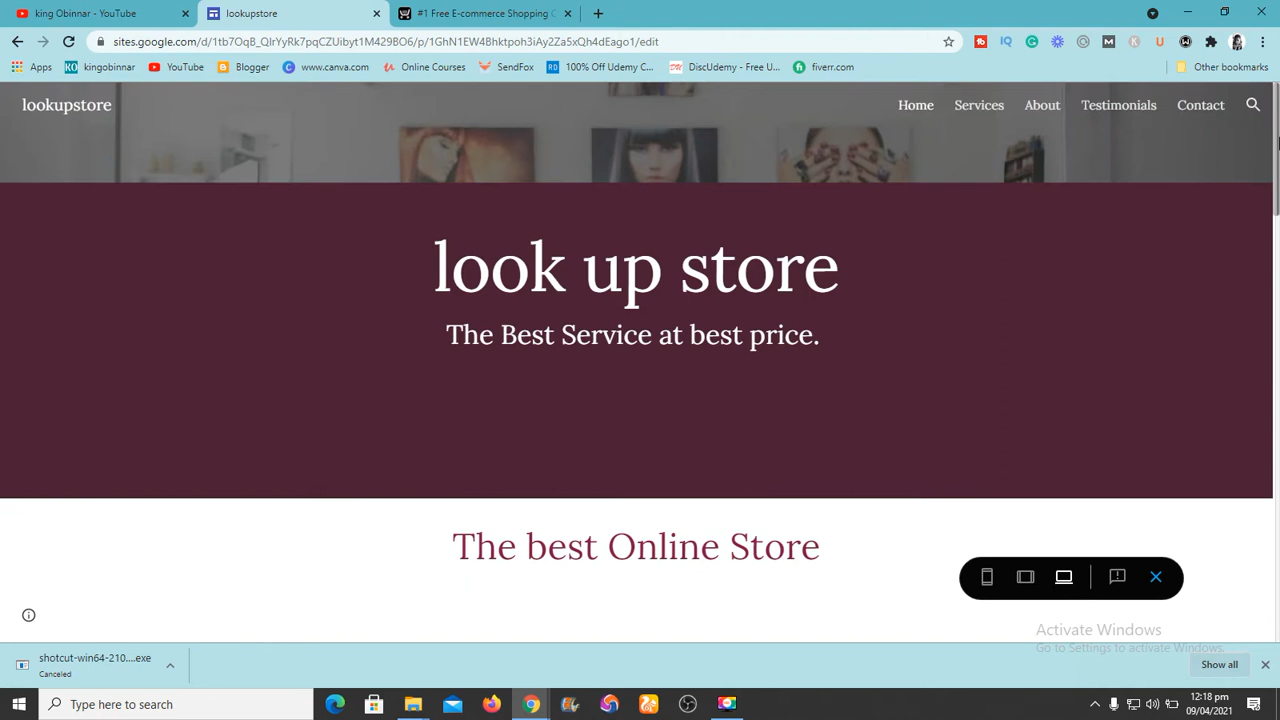 king Obinnar - YouTube
lookupstore
#1 Free E-commerce Shopping C
sites.google.com/d/1tb7OqB_QIrYyRk7pqCZUibyt1M429BO6/p/1GhN1EW4Bhktpoh3iAy2Za5xQh4dEago1/edit
Apps
kingobinnar
YouTube
Blogger
www.canva.com
Online Courses
SendFox
100% Off Udemy C...
DiscUdemy - Free U...
fiverr.com
Other bookmarks
lookupstore
Home
Services
About
Testimonials
Contact
look up store
The Best Service at best price.
The best Online Store
Activate Windows
Go to Settings to activate Windows.
shotcut-win64-210....exe
Canceled
Show all
Type here to search
12:18 pm
09/04/2021